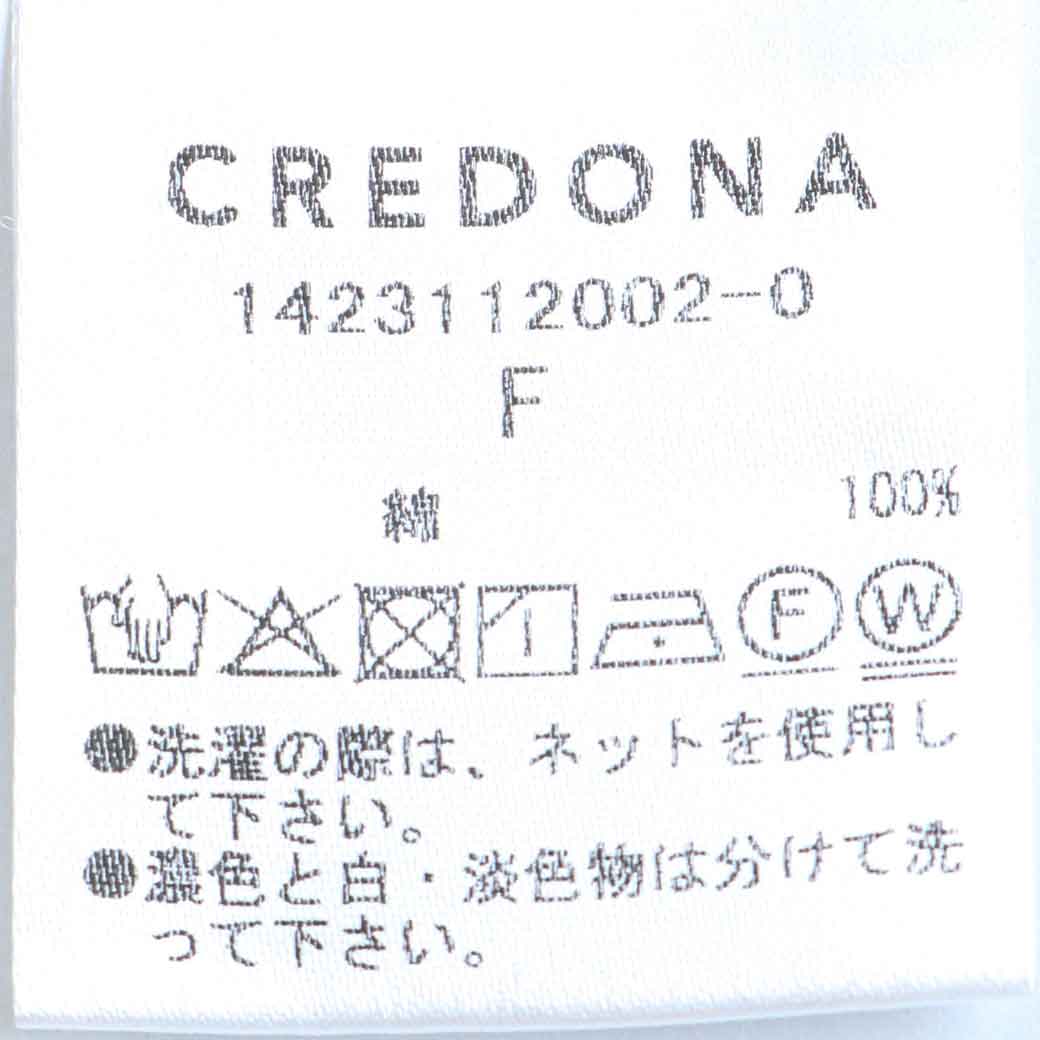 CREDONA
1423112002-0
F
綿 100%
F W
●洗濯の際は、ネットを使用し
て下さい。
●濃色と白・淡色物は分けて洗
って下さい。